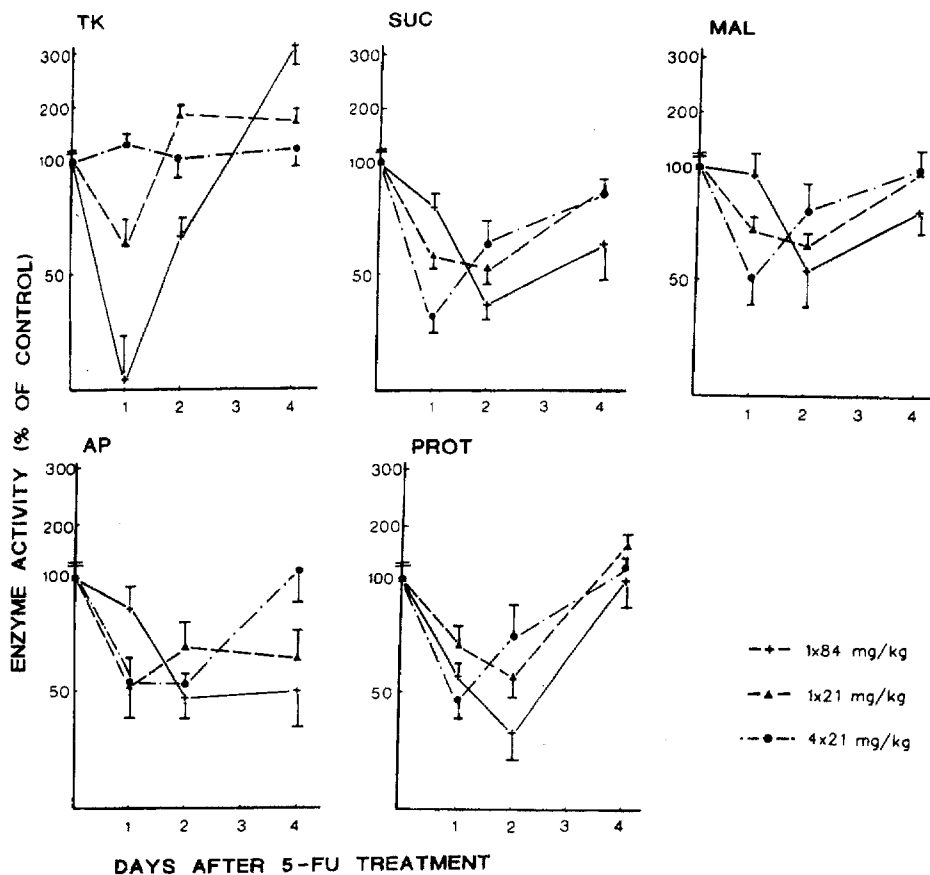 TK
SUC
MAL
300
200
100
50
1 2 3 4
300
200
100
50
1 2 3 4
300
200
100
50
1 2 3 4
AP
PROT
300
200
100
50
1 2 3 4
300
200
100
50
1 2 3 4
ENZYME ACTIVITY (% OF CONTROL)
1x84 mg/kg
1x21 mg/kg
4x21 mg/kg
DAYS AFTER 5-FU TREATMENT